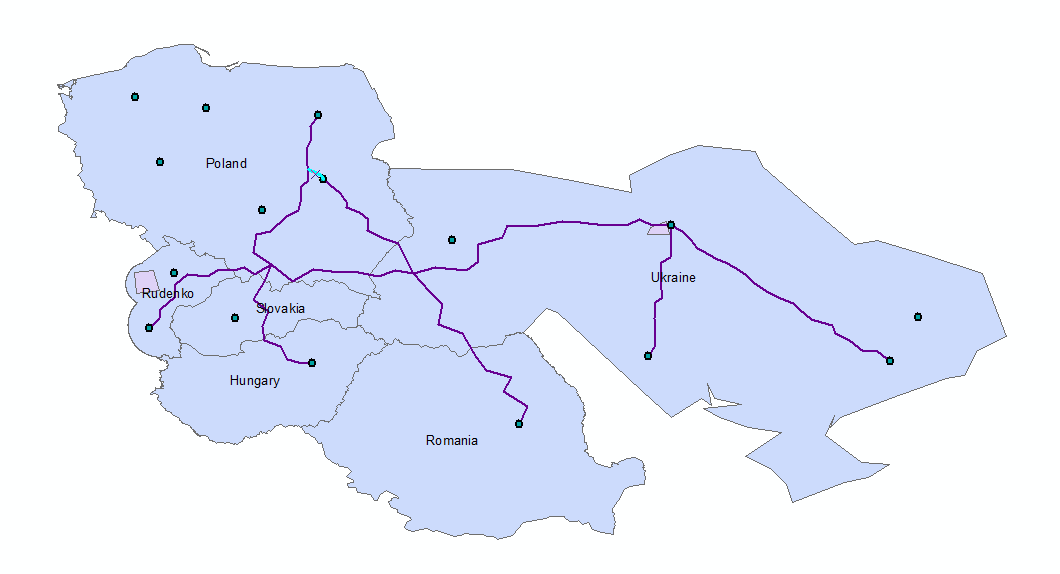 Poland
Ukraine
Rudenko
Slovakia
Hungary
Romania